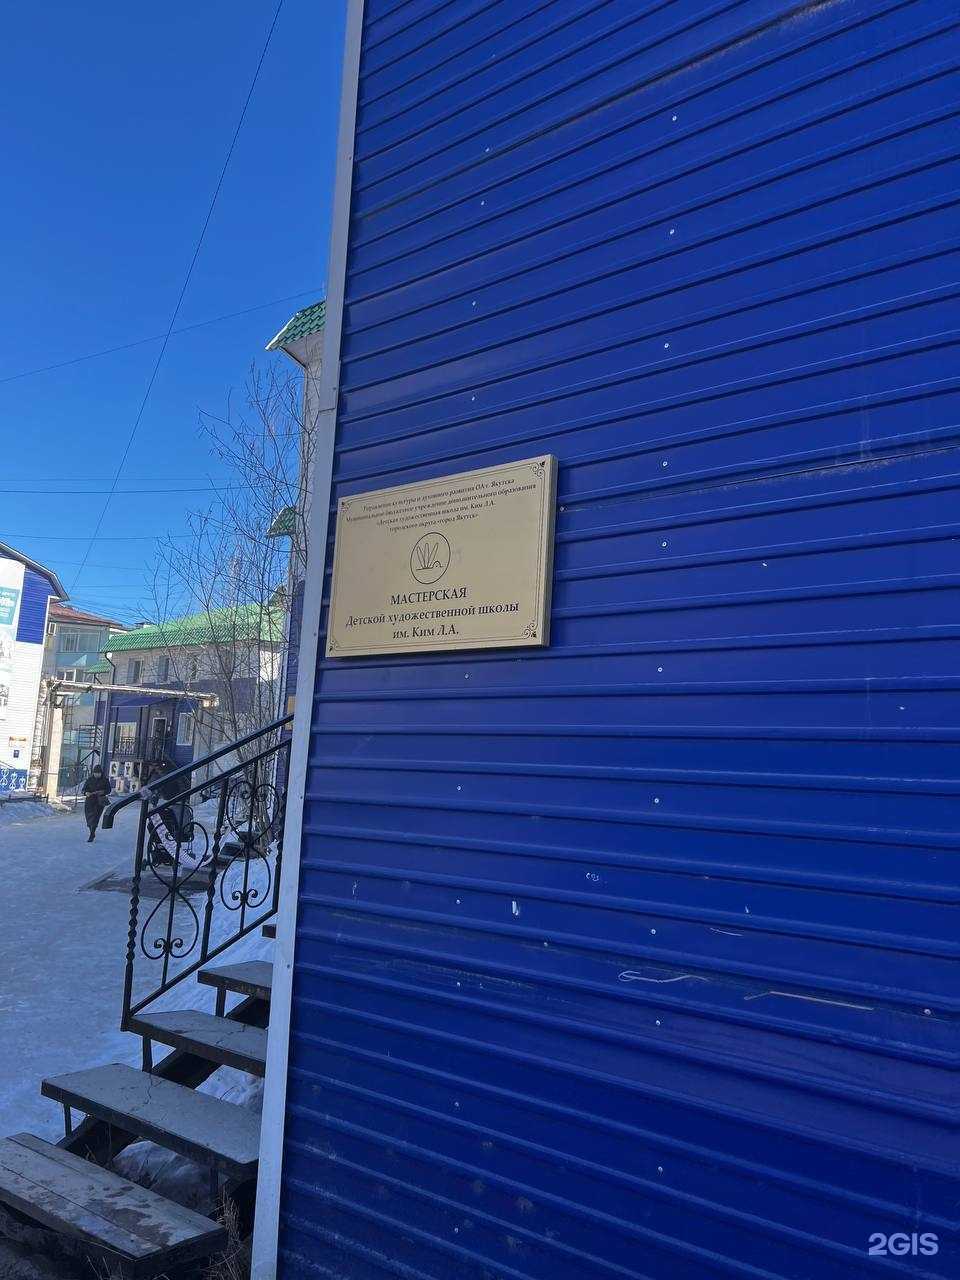 Управление культуры и духовного развития ОА г. Якутска
Муниципальное бюджетное учреждение дополнительного образования
«Детская художественная школа им. Ким Л.А.
городского округа «город Якутск»
МАСТЕРСКАЯ
Детской художественной школы
им. Ким Л.А.
2GIS